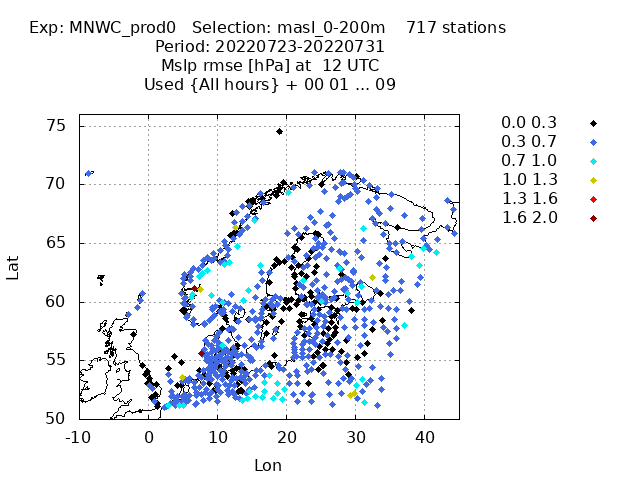 Exp: MNWC_prod0 Selection: masl_0-200m 717 stations
Period: 20220723-20220731
Mslp rmse [hPa] at 12 UTC
Used {All hours} + 00 01 ... 09
0.0 0.3
0.3 0.7
0.7 1.0
1.0 1.3
1.3 1.6
1.6 2.0
75
70
65
60
55
50
Lat
-10 0 10 20 30 40
Lon